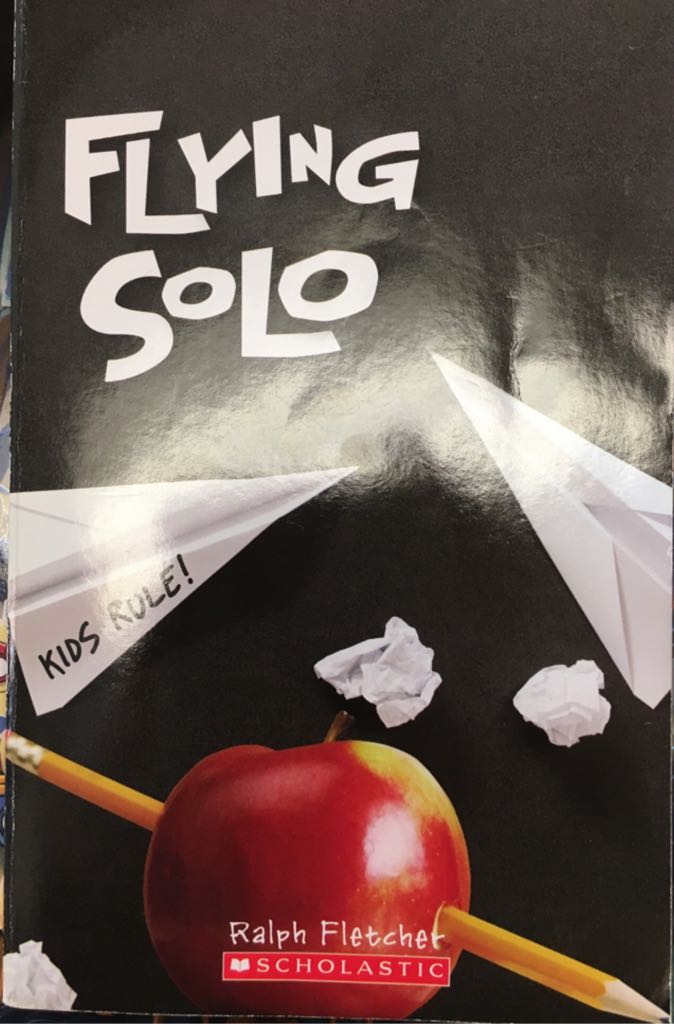 FLYING
SOLO
KIDS RULE!
Ralph Fletcher
SCHOLASTIC